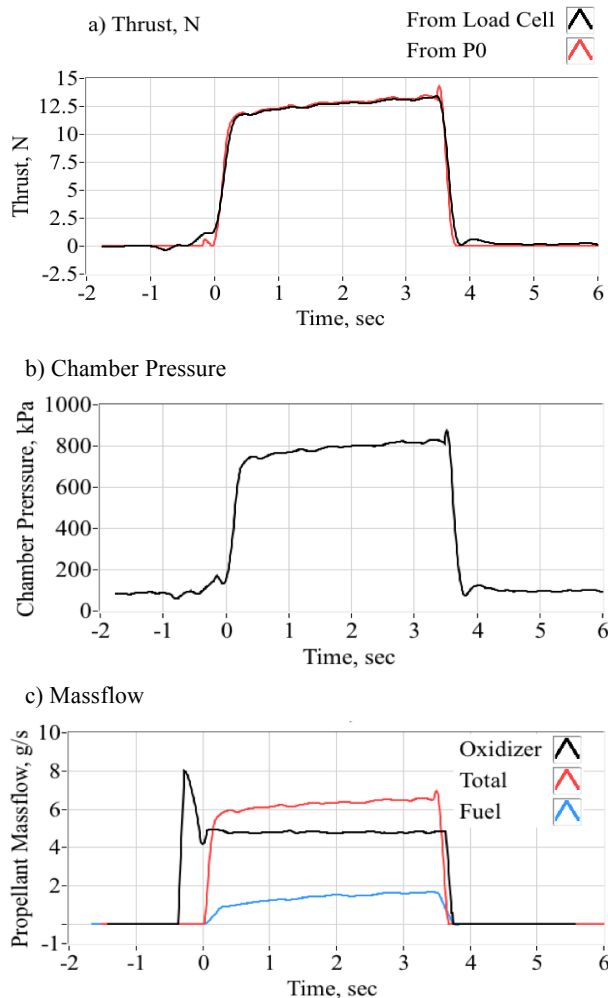 a) Thrust, N
From Load Cell
From P0
15
12.5
10
7.5
5
2.5
0
-2.5
Thrust, N
-2 -1 0 1 2 3 4 5 6
Time, sec
b) Chamber Pressure
1000
800
600
400
200
0
Chamber Prerssure, kPa
-2 -1 0 1 2 3 4 5 6
Time, sec
c) Massflow
Oxidizer
Total
Fuel
10
8
6
4
2
-1
Propellant Massflow, g/s
-2 -1 0 1 2 3 4 5 6
Time, sec